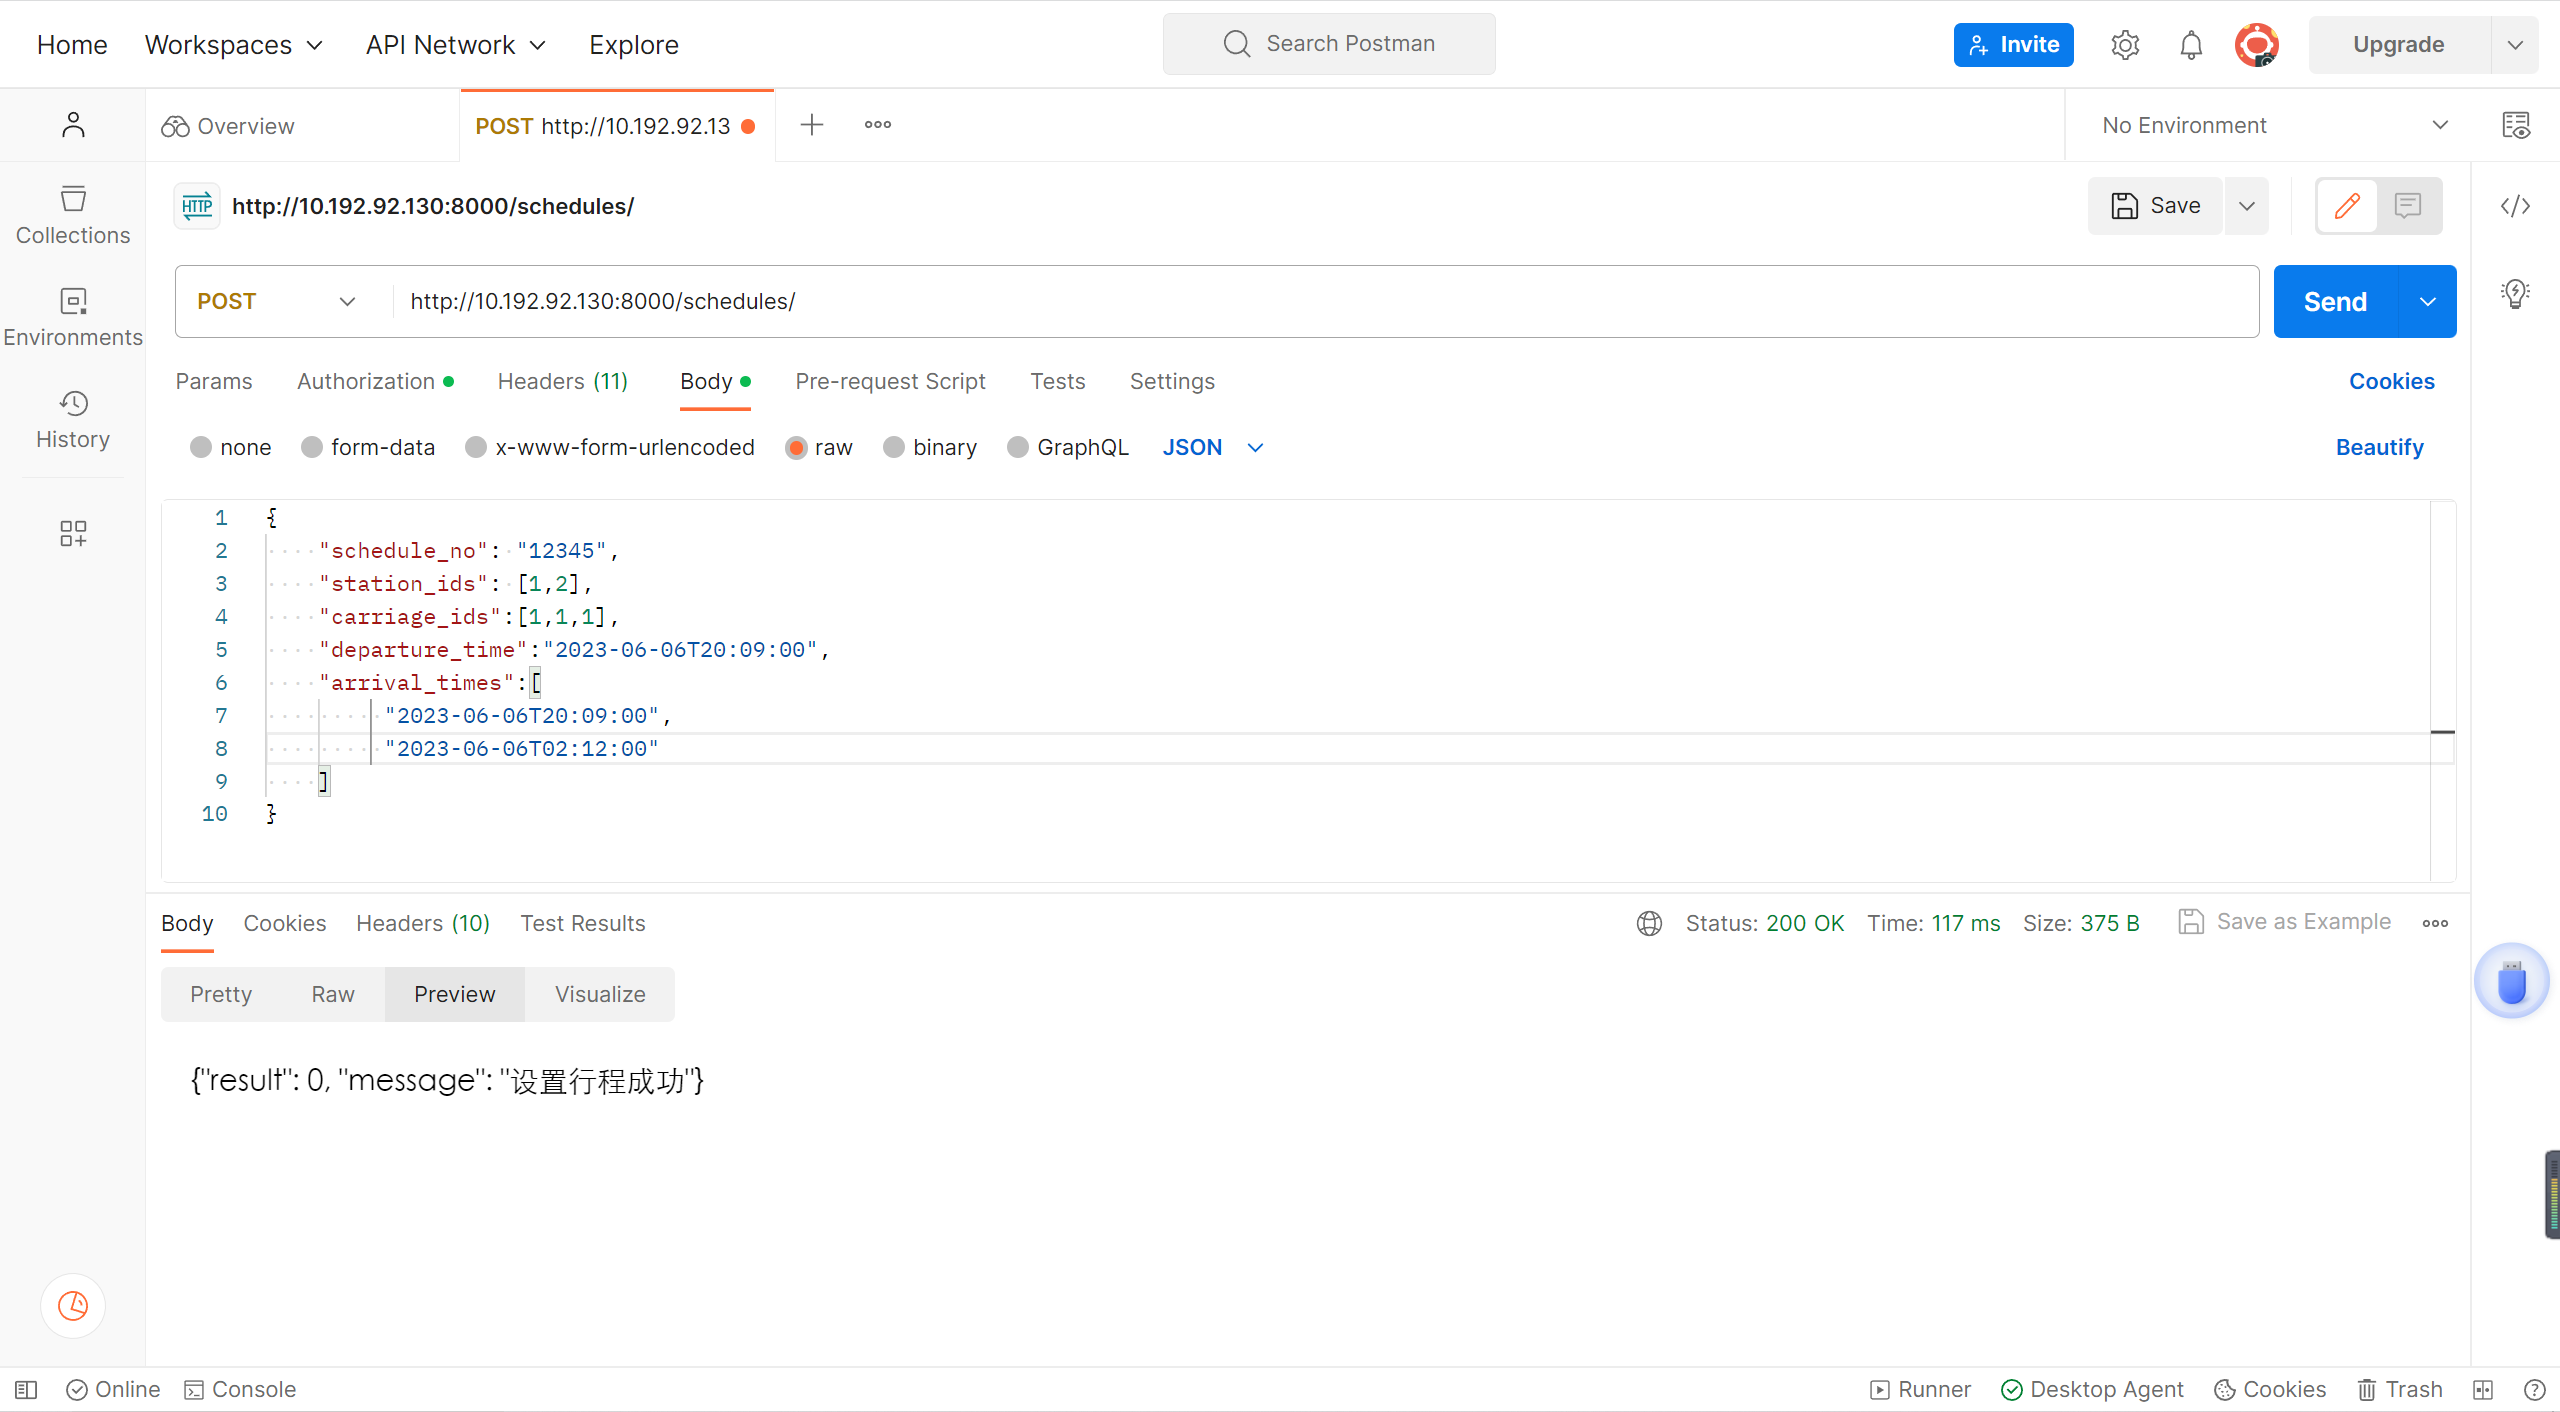 Home Workspaces API Network Explore Search Postman Invite Upgrade
Overview POST http://10.192.92.13 No Environment
http://10.192.92.130:8000/schedules/ Save
HTTP
Collections
Environments
History
POST http://10.192.92.130:8000/schedules/ Send
Params Authorization Headers (11) Body Pre-request Script Tests Settings Cookies
none form-data x-www-form-urlencoded raw binary GraphQL JSON Beautify
1 {
2 "schedule_no": "12345",
3 "station_ids": [1,2],
4 "carriage_ids":[1,1,1],
5 "departure_time":"2023-06-06T20:09:00",
6 "arrival_times":[
7 "2023-06-06T20:09:00",
8 "2023-06-06T02:12:00"
9 ]
10 }
Body Cookies Headers (10) Test Results Status: 200 OK Time: 117 ms Size: 375 B Save as Example
Pretty Raw Preview Visualize
{"result": 0, "message": "设置行程成功"}
Online Console Runner Desktop Agent Cookies Trash